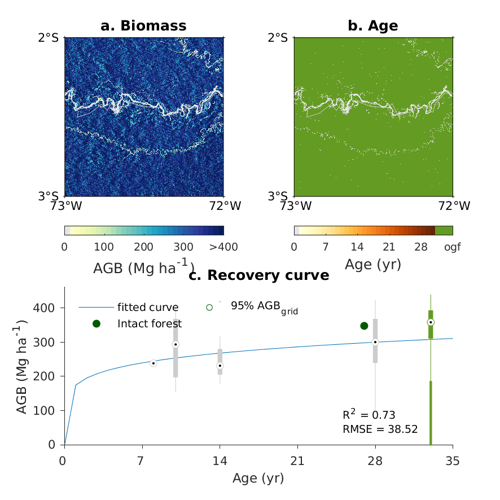 a. Biomass
b. Age
2°S
2°S
3°S
3°S
73°W
72°W
73°W
72°W
0
100
200
300
>400
0
7
14
21
28
ogf
AGB (Mg ha⁻¹)
Age (yr)
c. Recovery curve
fitted curve
95% AGB_grid
Intact forest
AGB (Mg ha⁻¹)
400
300
200
100
0
R² = 0.73
RMSE = 38.52
0
7
14
21
28
35
Age (yr)